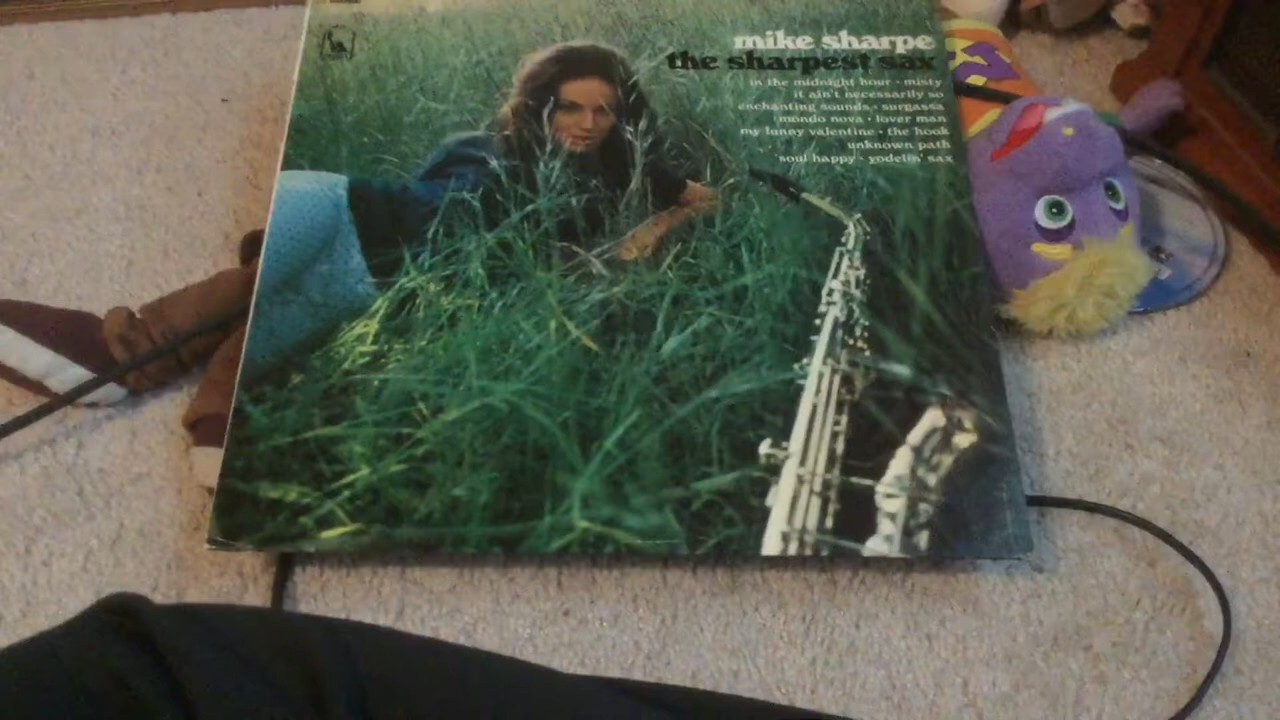 mike sharpe
the sharpest sax
in the midnight hour • misty
it ain't necessarily so
enchanting sounds • surgassa
mondo nova • lover man
my funny valentine • the hook
unknown path
soul happy • yodelin' sax